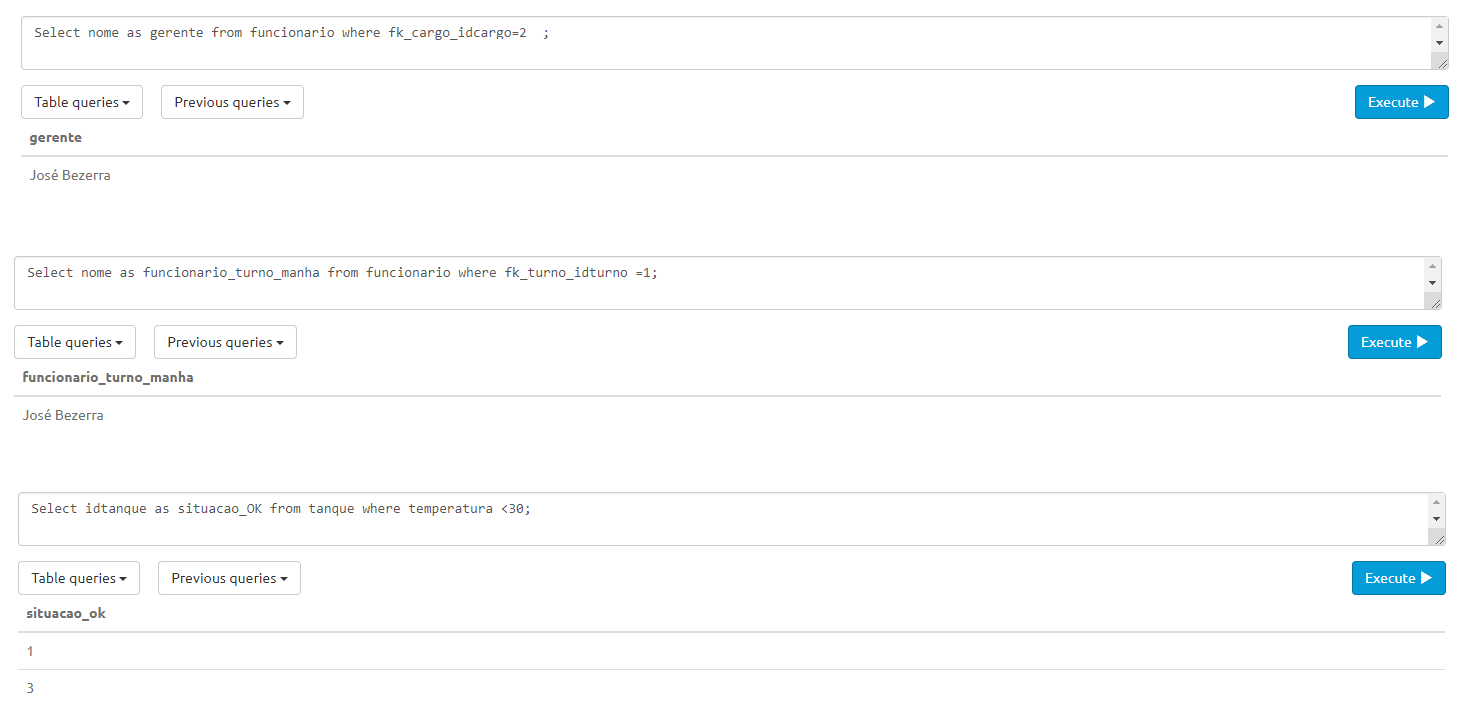 Select nome as gerente from funcionario where fk_cargo_idcargo=2  ;
Table queries Previous queries Execute
gerente
José Bezerra
Select nome as funcionario_turno_manha from funcionario where fk_turno_idturno =1;
Table queries Previous queries Execute
funcionario_turno_manha
José Bezerra
Select idtanque as situacao_OK from tanque where temperatura <30;
Table queries Previous queries Execute
situacao_ok
1
3